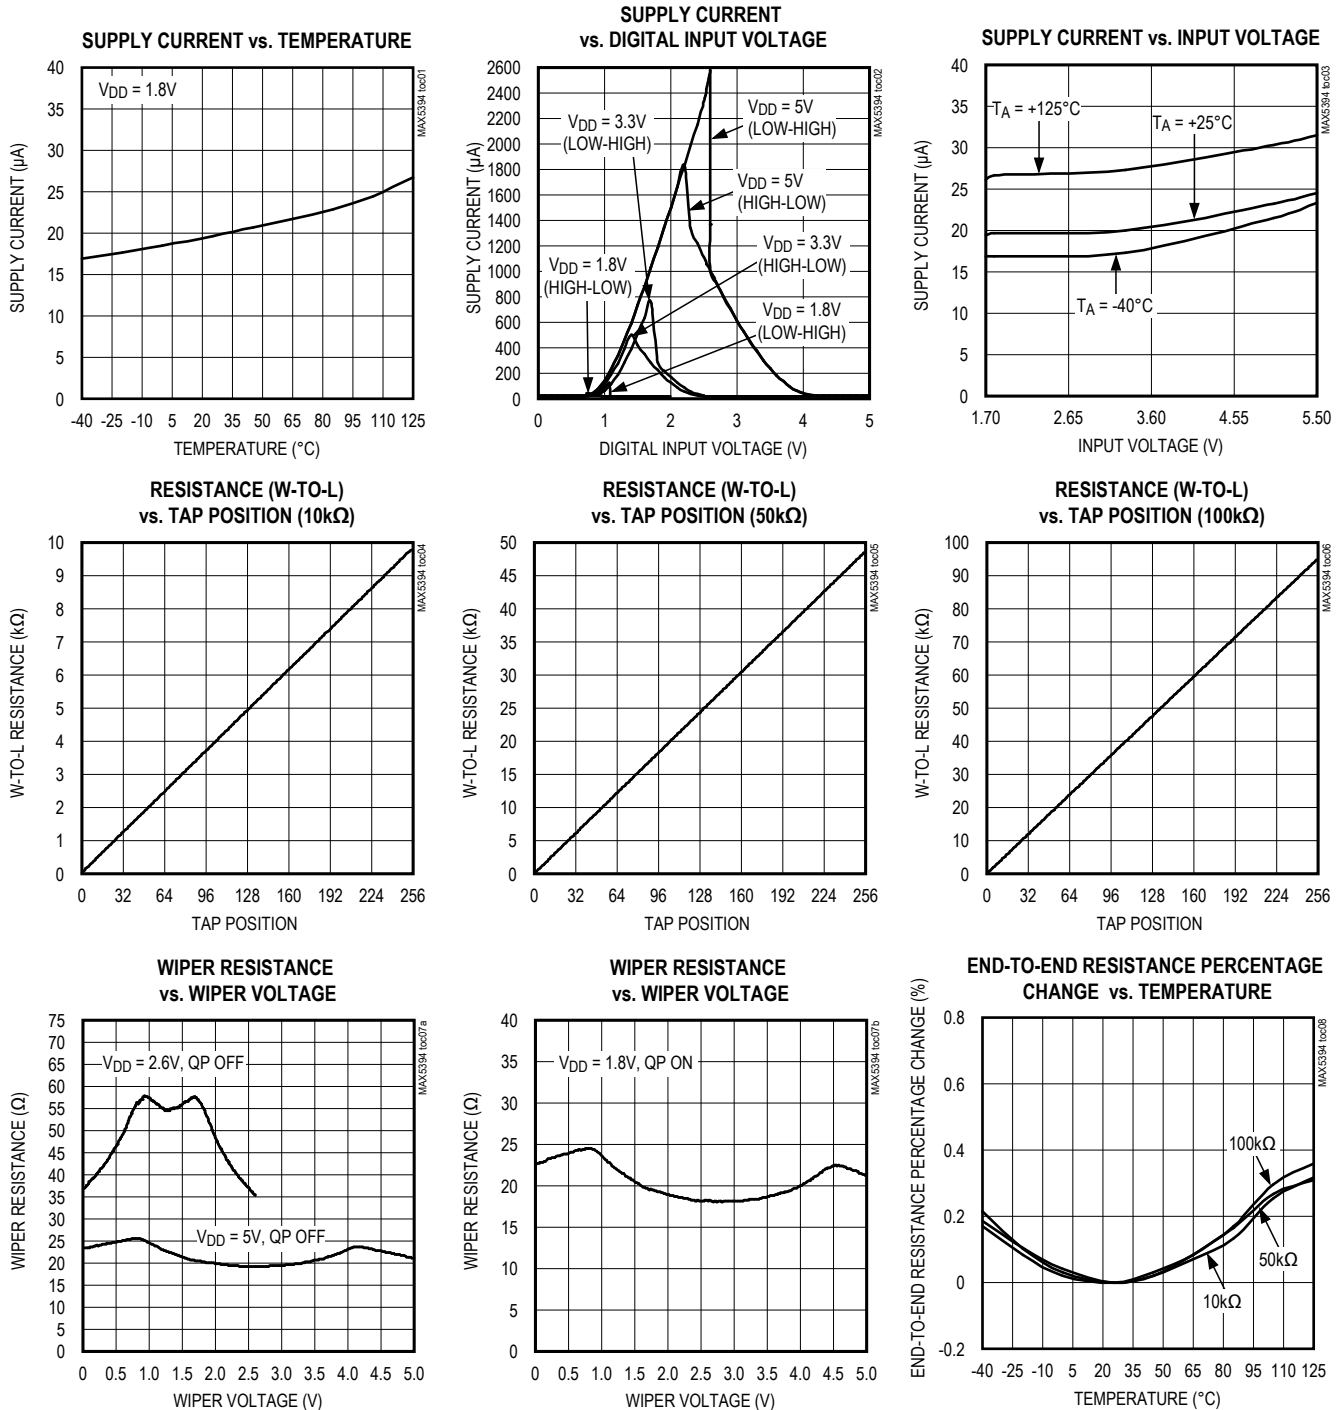 SUPPLY CURRENT vs. TEMPERATURE
40
35
30
25
20
15
10
5
0
SUPPLY CURRENT (µA)
VDD = 1.8V
MAX5394 toc01
-40 -25 -10 5 20 35 50 65 80 95 110 125
TEMPERATURE (°C)
SUPPLY CURRENT
vs. DIGITAL INPUT VOLTAGE
2600
2400
2200
2000
1800
1600
1400
1200
1000
800
600
400
200
0
SUPPLY CURRENT (µA)
VDD = 5V
(LOW-HIGH)
VDD = 3.3V
(LOW-HIGH)
VDD = 5V
(HIGH-LOW)
VDD = 3.3V
(HIGH-LOW)
VDD = 1.8V
(HIGH-LOW)
VDD = 1.8V
(LOW-HIGH)
MAX5394 toc02
0 1 2 3 4 5
DIGITAL INPUT VOLTAGE (V)
SUPPLY CURRENT vs. INPUT VOLTAGE
40
35
30
25
20
15
10
5
0
SUPPLY CURRENT (µA)
TA = +125°C
TA = +25°C
TA = -40°C
MAX5394 toc03
1.70 2.65 3.60 4.55 5.50
INPUT VOLTAGE (V)
RESISTANCE (W-TO-L)
vs. TAP POSITION (10kΩ)
10
9
8
7
6
5
4
3
2
1
0
W-TO-L RESISTANCE (kΩ)
MAX5394 toc04
0 32 64 96 128 160 192 224 256
TAP POSITION
RESISTANCE (W-TO-L)
vs. TAP POSITION (50kΩ)
50
45
40
35
30
25
20
15
10
5
0
W-TO-L RESISTANCE (kΩ)
MAX5394 toc05
0 32 64 96 128 160 192 224 256
TAP POSITION
RESISTANCE (W-TO-L)
vs. TAP POSITION (100kΩ)
100
90
80
70
60
50
40
30
20
10
0
W-TO-L RESISTANCE (kΩ)
MAX5394 toc06
0 32 64 96 128 160 192 224 256
TAP POSITION
WIPER RESISTANCE
vs. WIPER VOLTAGE
75
70
65
60
55
50
45
40
35
30
25
20
15
10
5
0
WIPER RESISTANCE (Ω)
VDD = 2.6V, QP OFF
VDD = 5V, QP OFF
MAX5394 toc07a
0 0.5 1.0 1.5 2.0 2.5 3.0 3.5 4.0 4.5 5.0
WIPER VOLTAGE (V)
WIPER RESISTANCE
vs. WIPER VOLTAGE
40
35
30
25
20
15
10
5
0
WIPER RESISTANCE (Ω)
VDD = 1.8V, QP ON
MAX5394 toc07b
0 0.5 1.0 1.5 2.0 2.5 3.0 3.5 4.0 4.5 5.0
WIPER VOLTAGE (V)
END-TO-END RESISTANCE PERCENTAGE
CHANGE vs. TEMPERATURE
0.8
0.6
0.4
0.2
0
-0.2
END-TO-END RESISTANCE PERCENTAGE CHANGE (%)
100kΩ
50kΩ
10kΩ
MAX5394 toc08
-40 -25 -10 5 20 35 50 65 80 95 110 125
TEMPERATURE (°C)